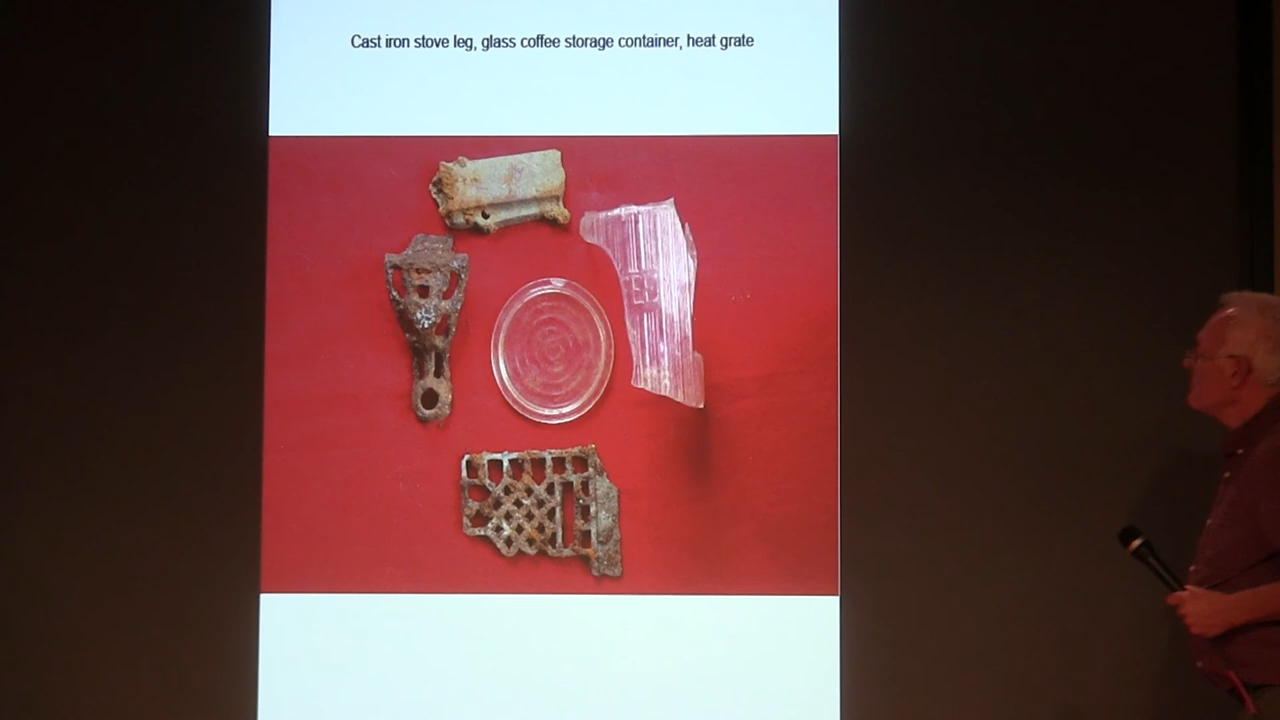 Cast iron stove leg, glass coffee storage container, heat grate